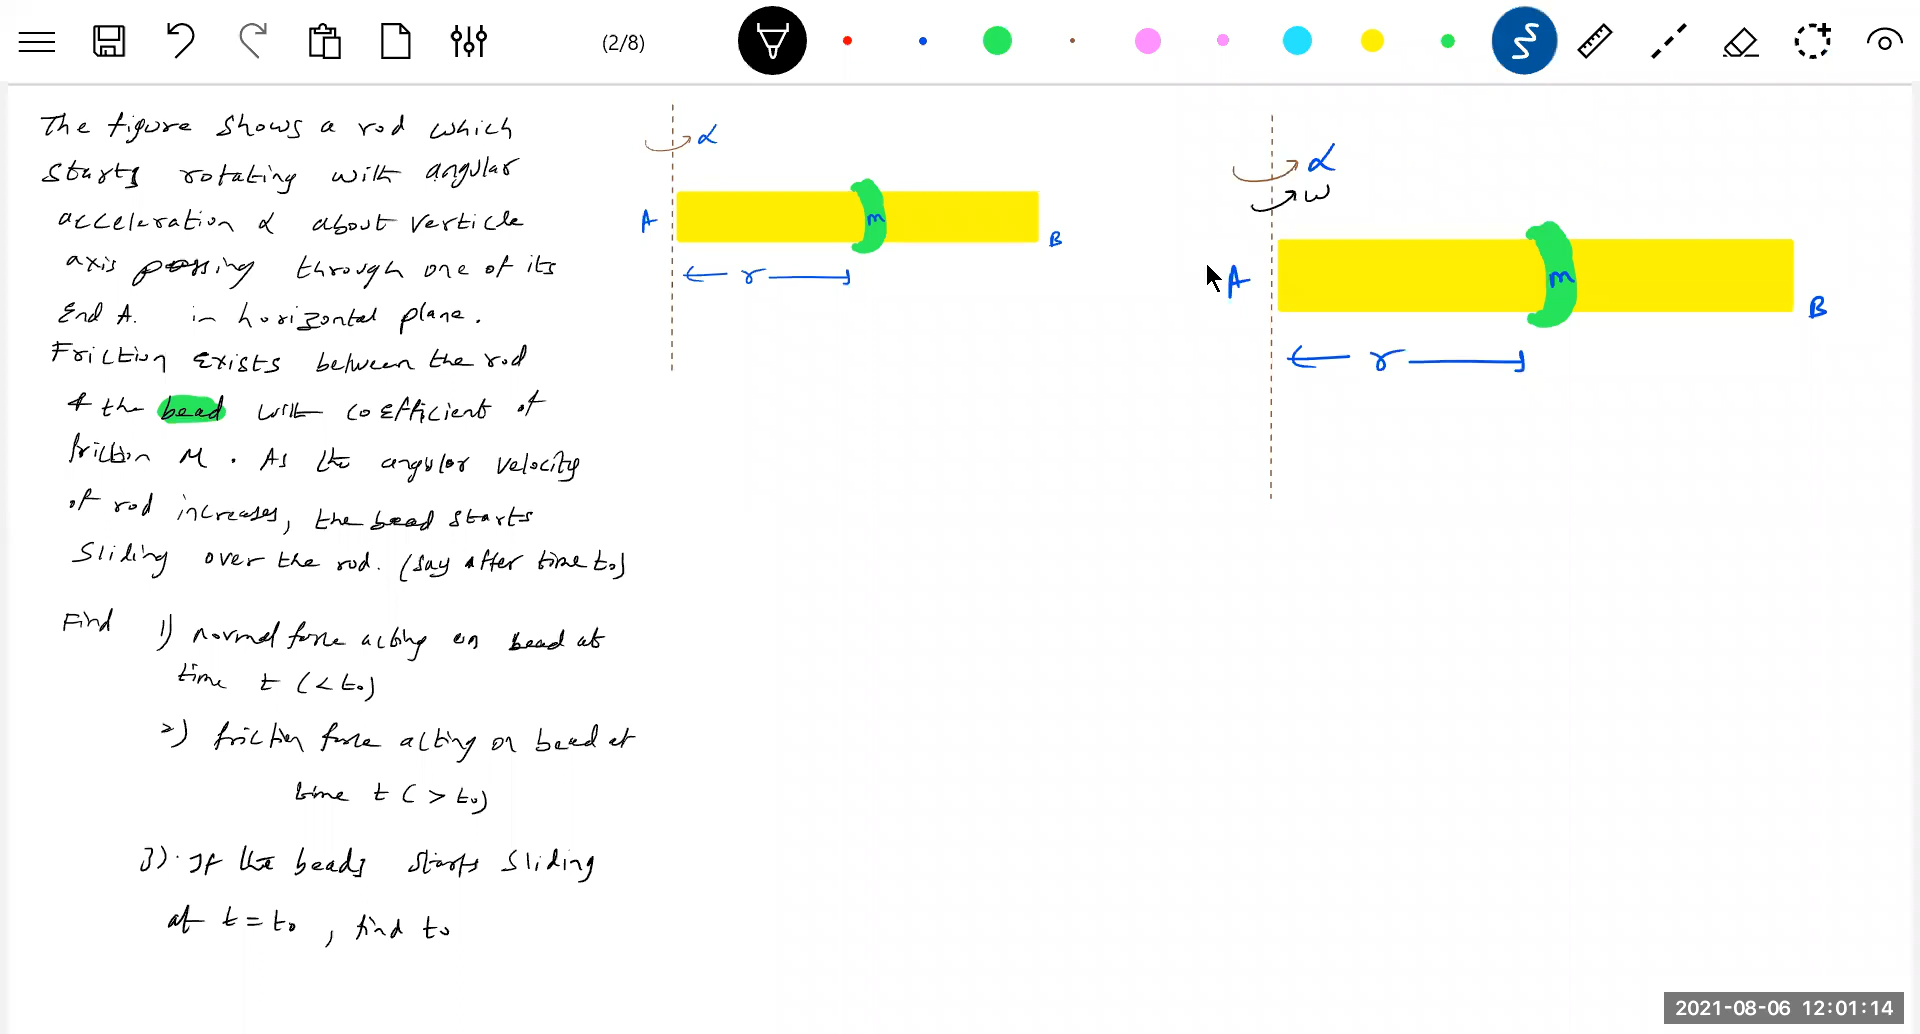 (2/8)
The figure shows a rod which
starts rotating with angular
acceleration α about verticle
axis passing through one of its
End A. in horizontal plane.
Friction Exists between the rod
& the bead with coefficient of
friction M. As the angular velocity
of rod increases, the bead starts
sliding over the rod. (say after time t₀)
Find 1) normal force acting on bead at
time t (< t₀)
2) friction force acting on bead at
time t (> t₀)
3). If the beads starts sliding
at t = t₀, find t₀
α
A
m
B
r
α
ω
A
m
B
r
2021-08-06 12:01:14